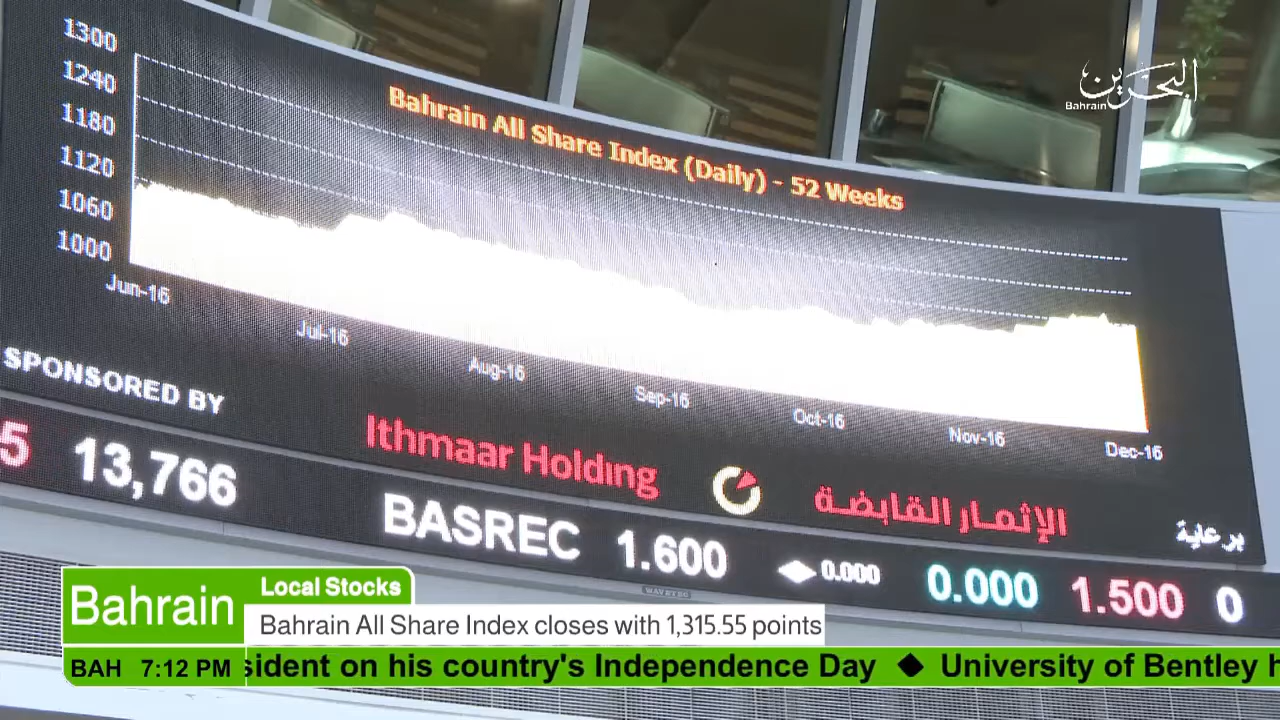 1300
1240
1180
1120
1060
1000
Bahrain All Share Index (Daily) - 52 Weeks
البحرين
Bahrain
Jun-16
Jul-16
Aug-16
Sep-16
Oct-16
Nov-16
Dec-16
SPONSORED BY
Ithmaar Holding
الإثمار القابضة
برعاية
5 13,766 BASREC 1.600 0.000 0.000 1.500 0
WAVETEC
Bahrain
Local Stocks
Bahrain All Share Index closes with 1,315.55 points
BAH 7:12 PM
sident on his country's Independence Day ◆ University of Bentley h